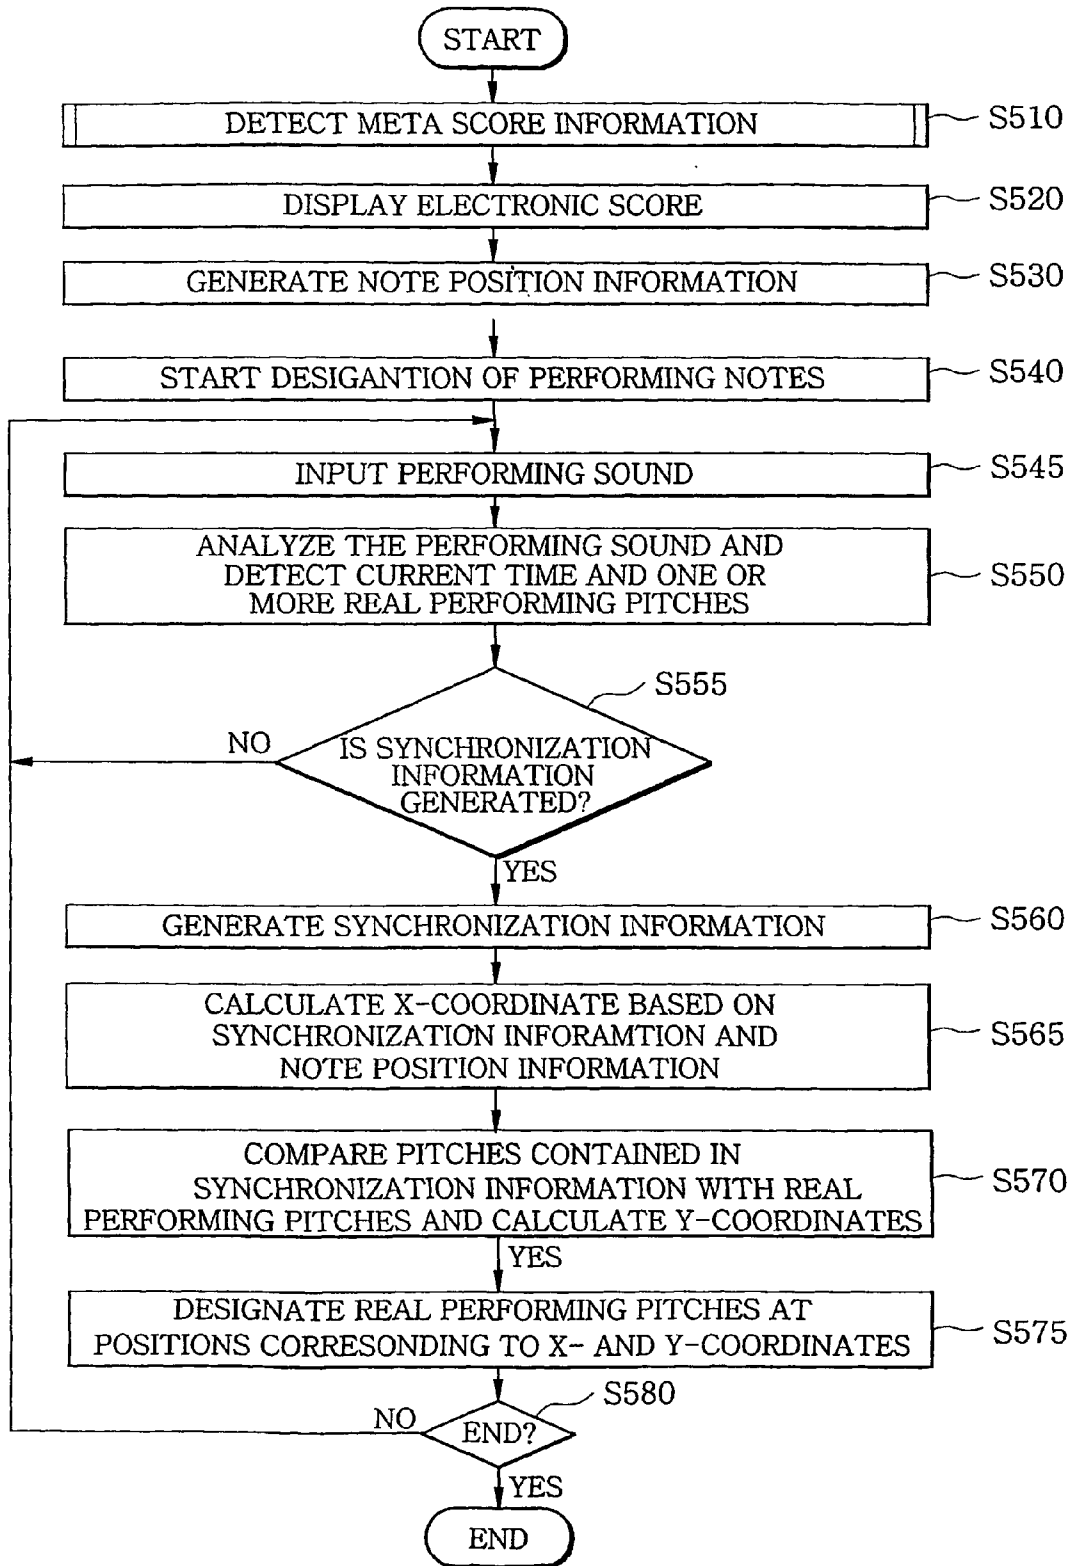 START
DETECT META SCORE INFORMATION
S510
DISPLAY ELECTRONIC SCORE
S520
GENERATE NOTE POSITION INFORMATION
S530
START DESIGANTION OF PERFORMING NOTES
S540
INPUT PERFORMING SOUND
S545
ANALYZE THE PERFORMING SOUND AND
DETECT CURRENT TIME AND ONE OR
MORE REAL PERFORMING PITCHES
S550
S555
NO
IS SYNCHRONIZATION
INFORMATION
GENERATED?
YES
GENERATE SYNCHRONIZATION INFORMATION
S560
CALCULATE X-COORDINATE BASED ON
SYNCHRONIZATION INFORAMTION AND
NOTE POSITION INFORMATION
S565
COMPARE PITCHES CONTAINED IN
SYNCHRONIZATION INFORMATION WITH REAL
PERFORMING PITCHES AND CALCULATE Y-COORDINATES
S570
YES
DESIGNATE REAL PERFORMING PITCHES AT
POSITIONS CORRESONDING TO X- AND Y-COORDINATES
S575
S580
NO
END?
YES
END